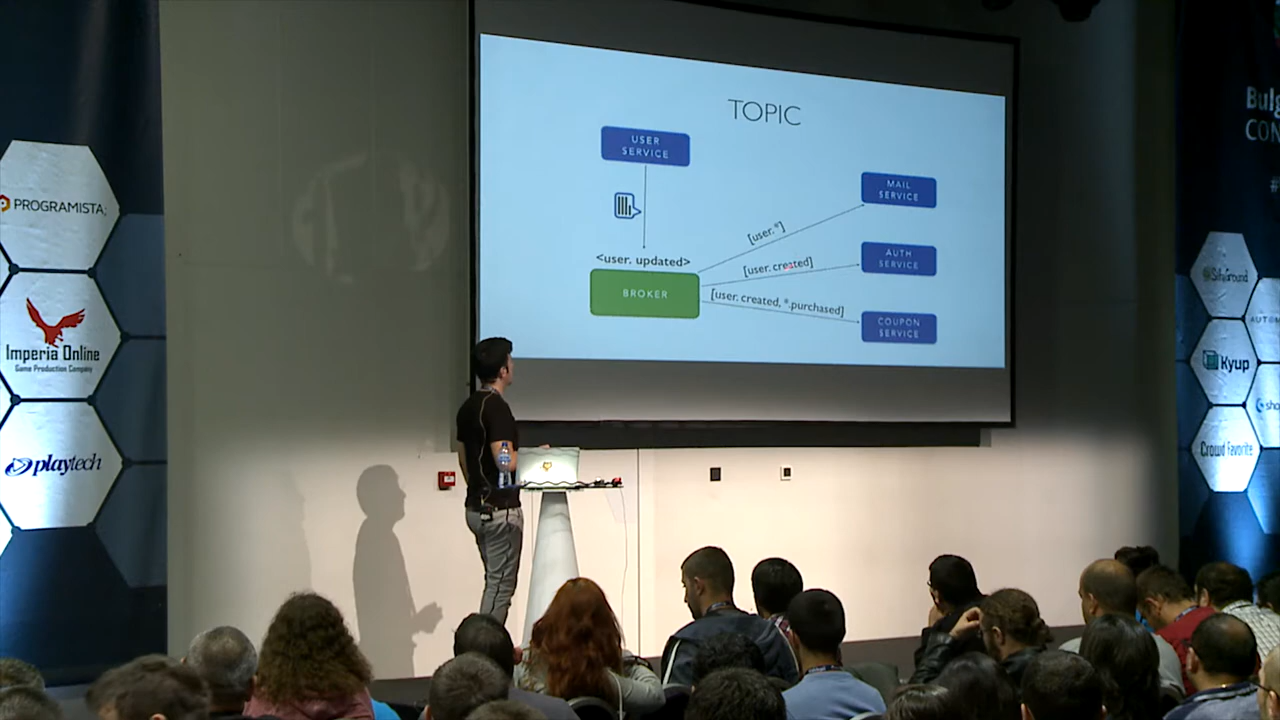 TOPIC
USER
SERVICE
MAIL
SERVICE
[user.*]
<user. updated>
[user. created]
AUTH
SERVICE
BROKER
[user. created, *.purchased]
COUPON
SERVICE
PROGRAMISTA
Imperia Online
Game Production Company
playtech
Bulg
CON
#
Kyup
Crowd Favorite